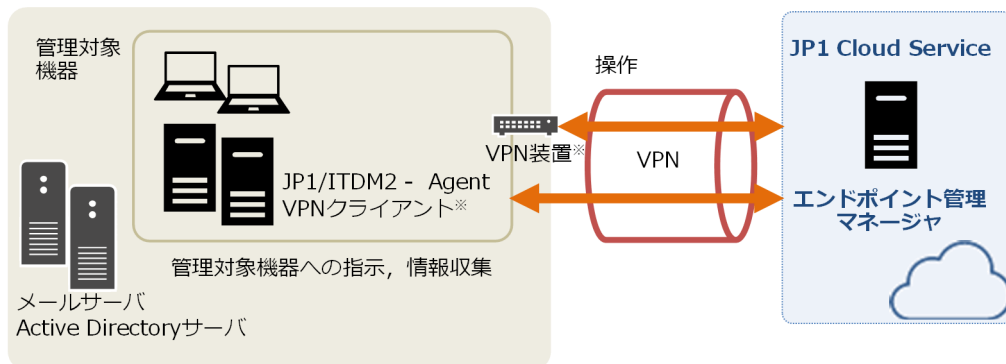 管理対象
機器
JP1/ITDM2 - Agent
VPNクライアント※
管理対象機器への指示，情報収集
メールサーバ
Active Directoryサーバ
VPN装置※
操作
VPN
JP1 Cloud Service
エンドポイント管理
マネージャ